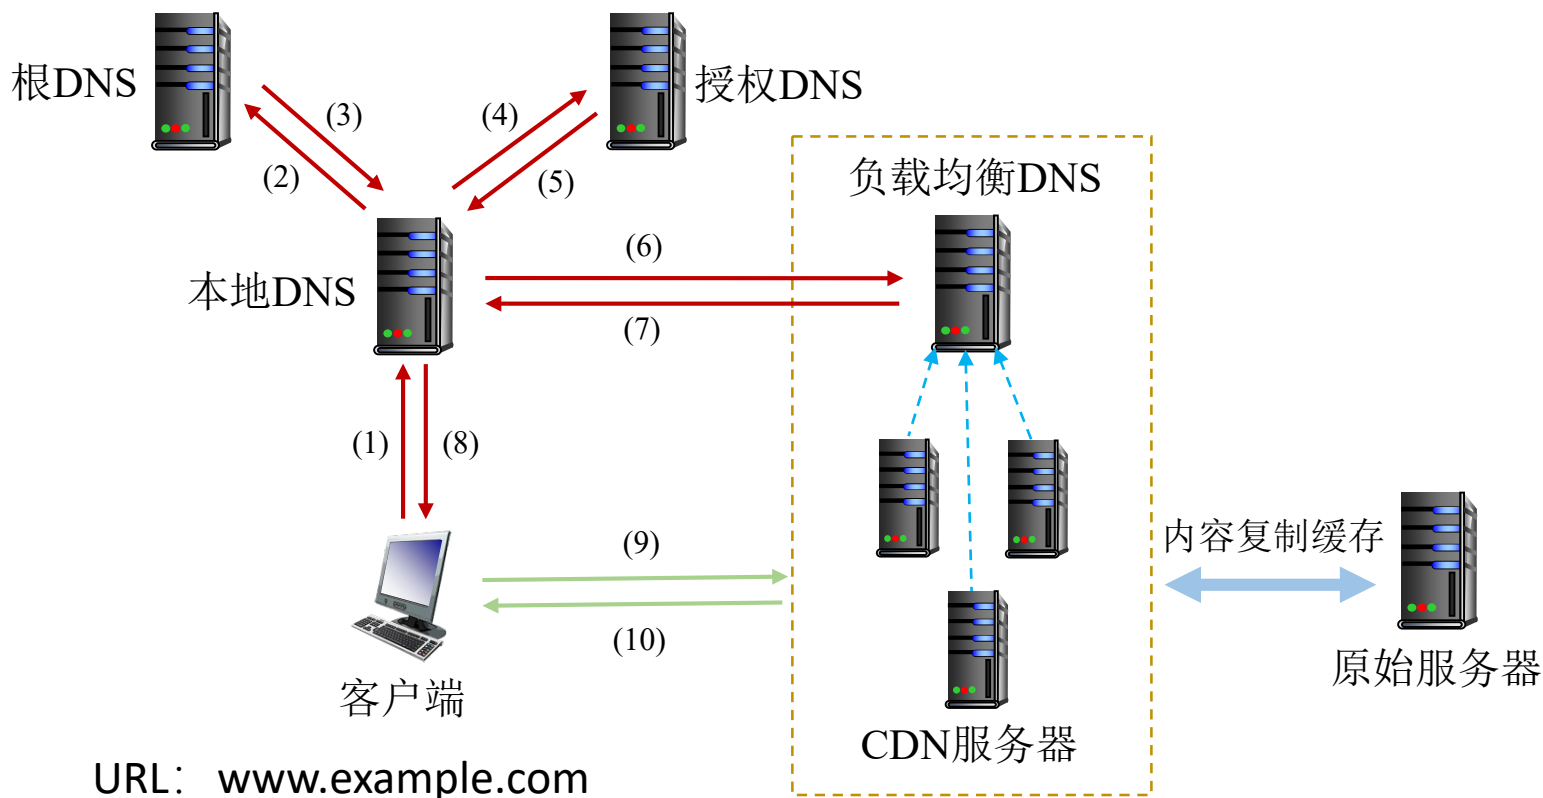 根DNS
授权DNS
(3)
(4)
(2)
(5)
负载均衡DNS
(6)
本地DNS
(7)
(1)
(8)
(9)
内容复制缓存
(10)
原始服务器
客户端
CDN服务器
URL： www.example.com